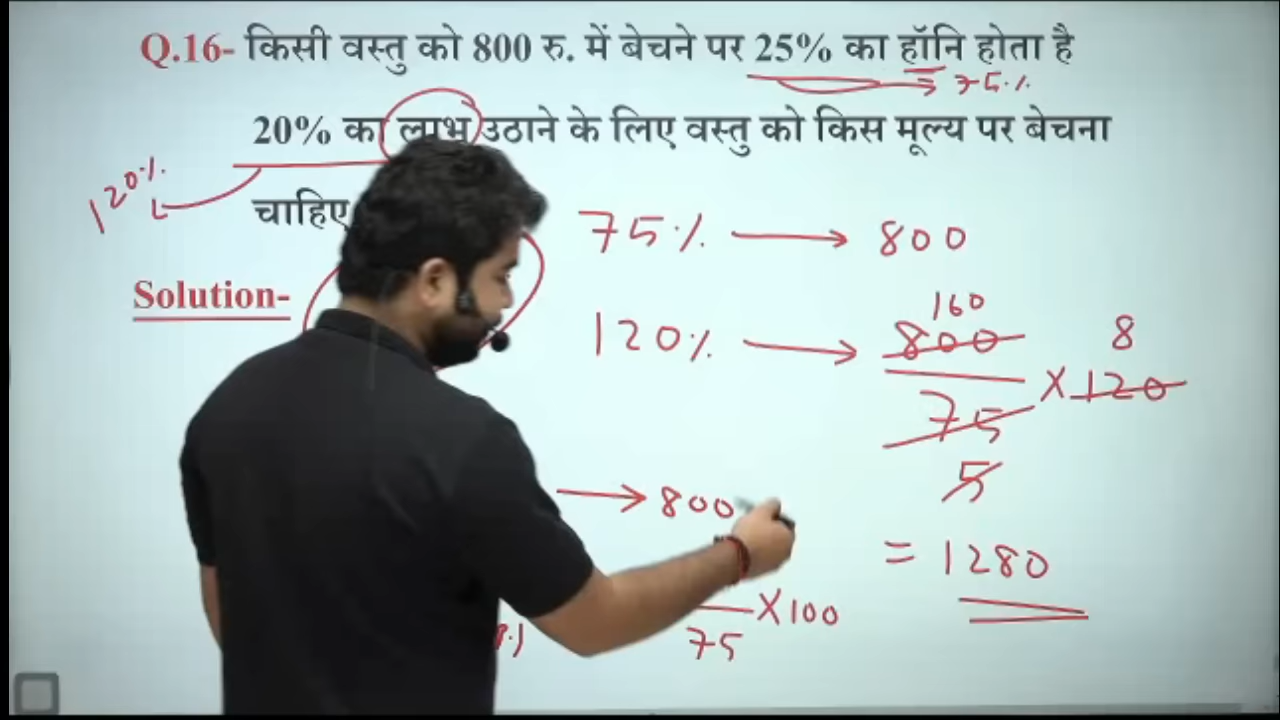 Q.16- किसी वस्तु को 800 रु. में बेचने पर 25% का हॉनि होता है
→ 75%
20% का लाभ उठाने के लिए वस्तु को किस मूल्य पर बेचना
120%
चाहिए
75% → 800
Solution-
160
120% → 800 8
75 × 120
5
→ 800
= 1280
75 × 100